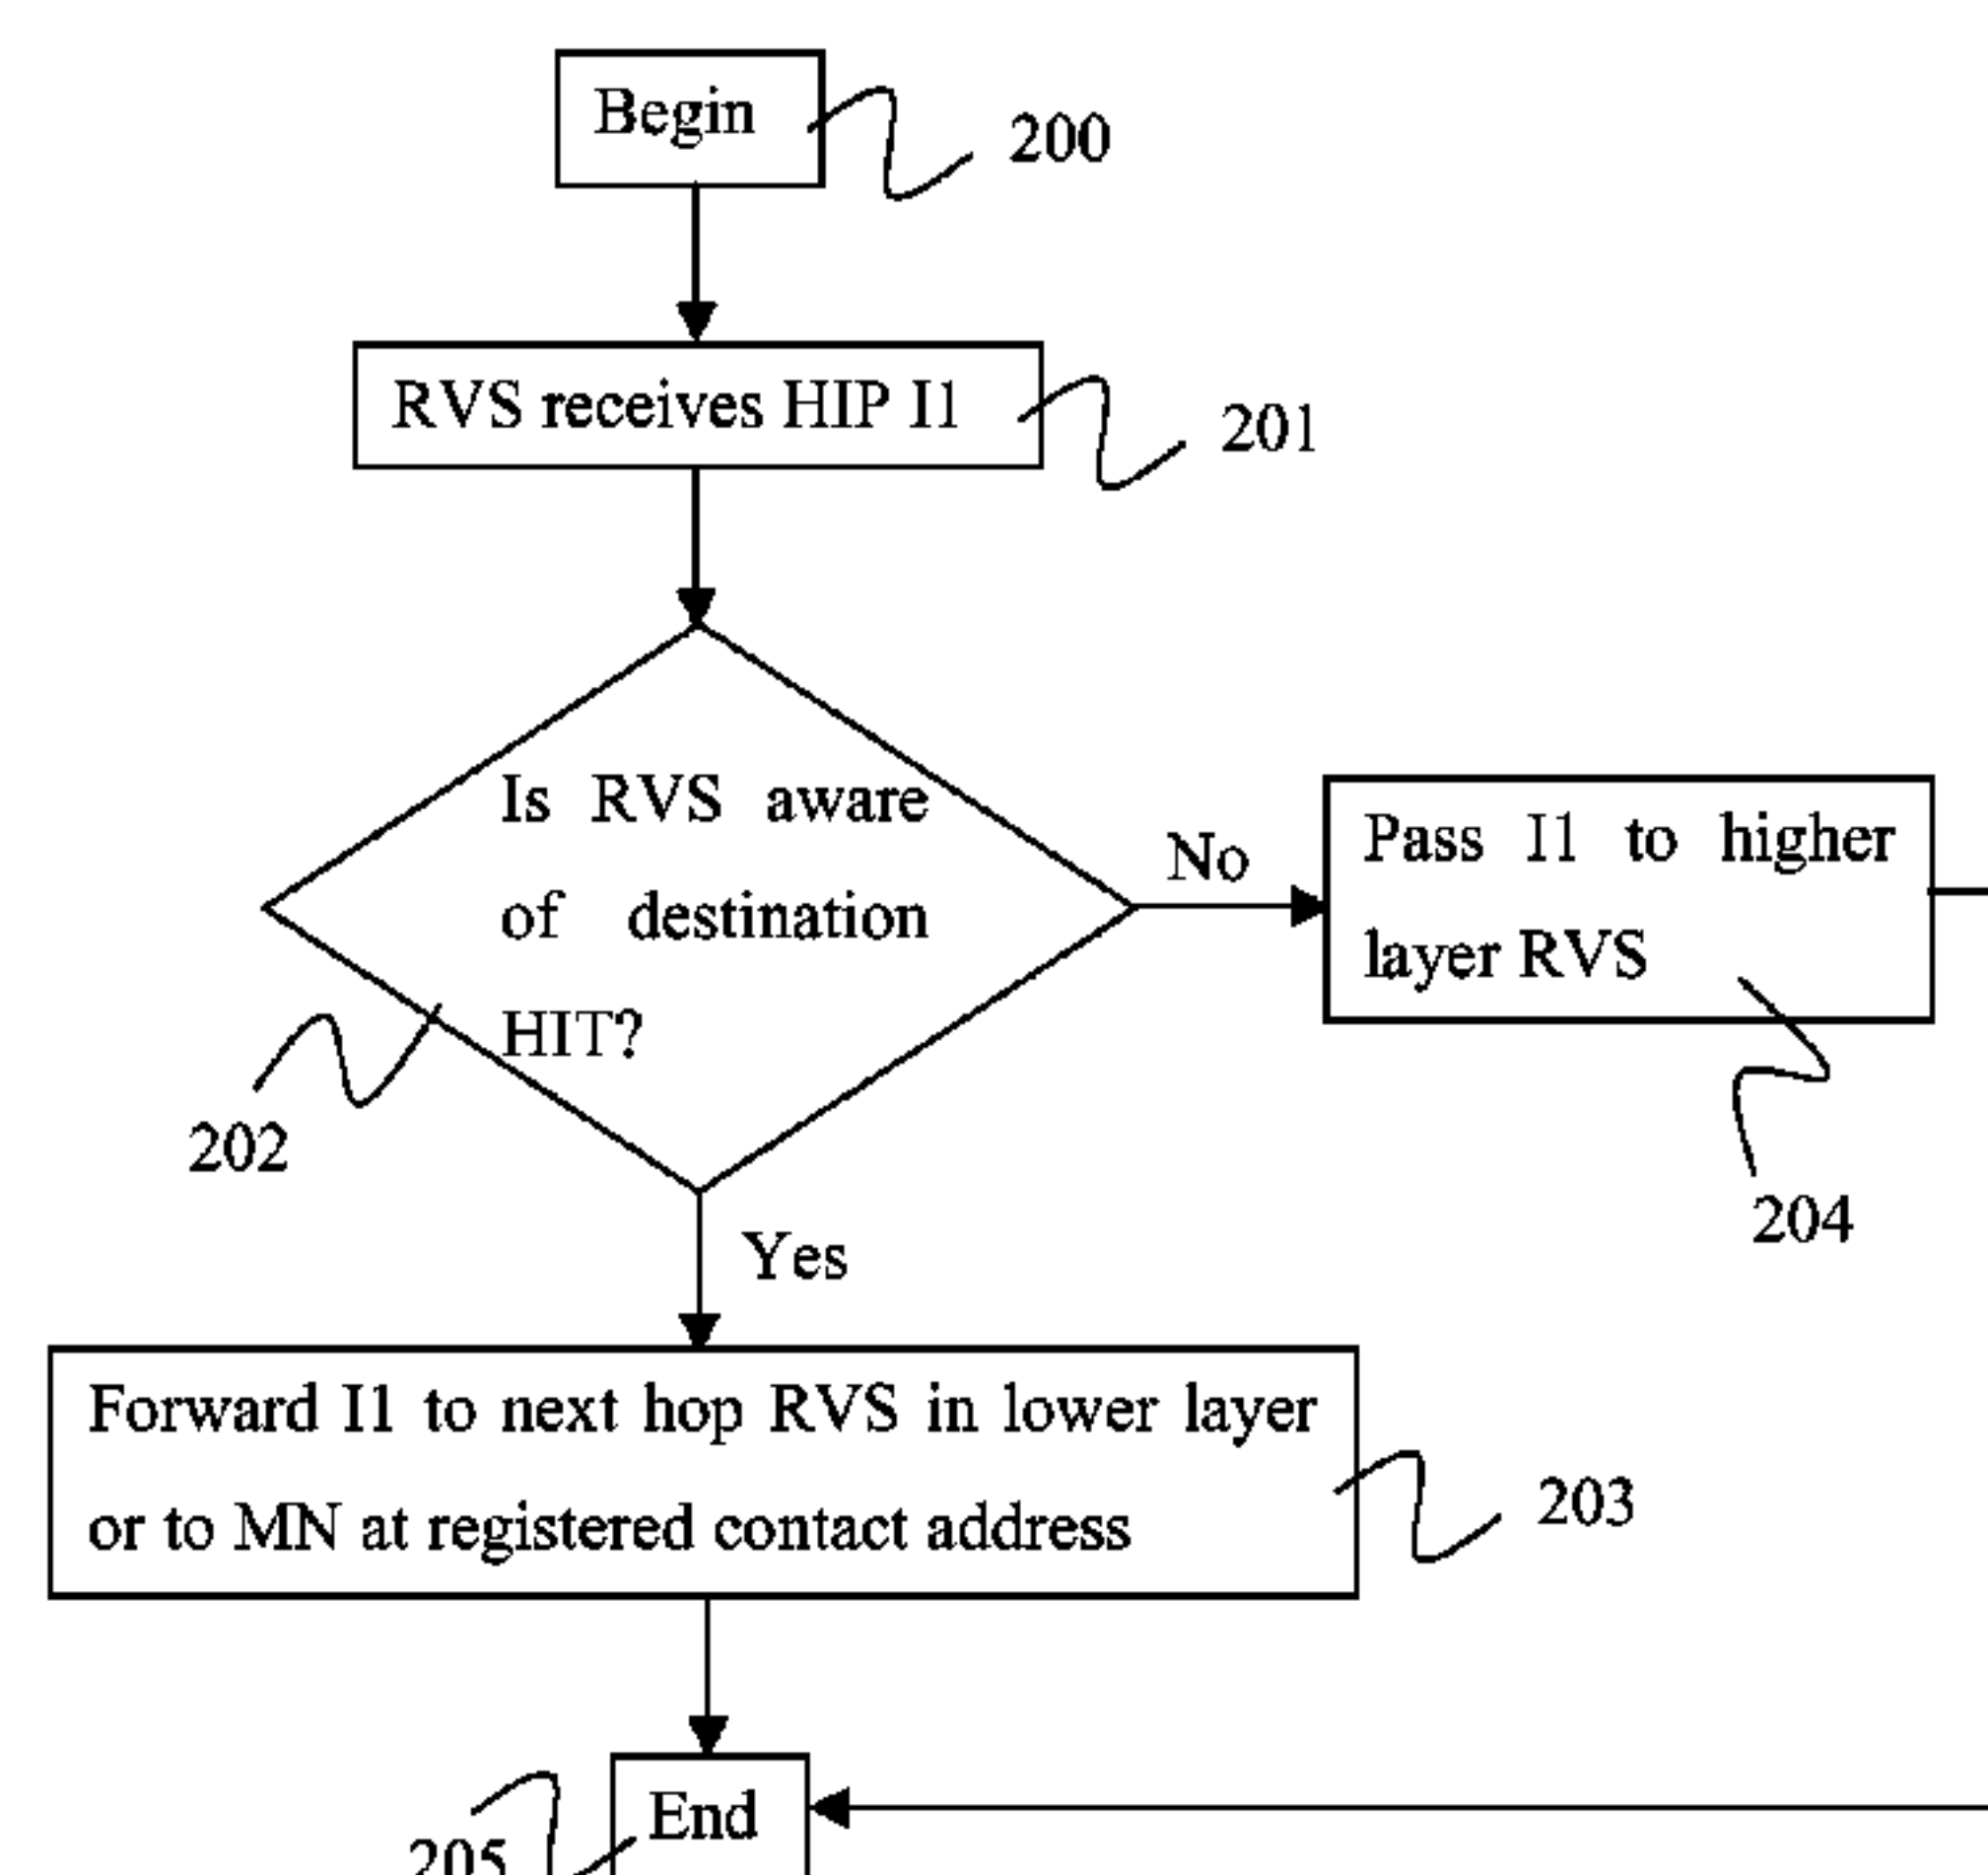 Begin
200
RVS receives HIP I1
201
Is RVS aware
of destination
HIT?
No
Pass I1 to higher
layer RVS
202
204
Yes
Forward I1 to next hop RVS in lower layer
or to MN at registered contact address
203
End
205